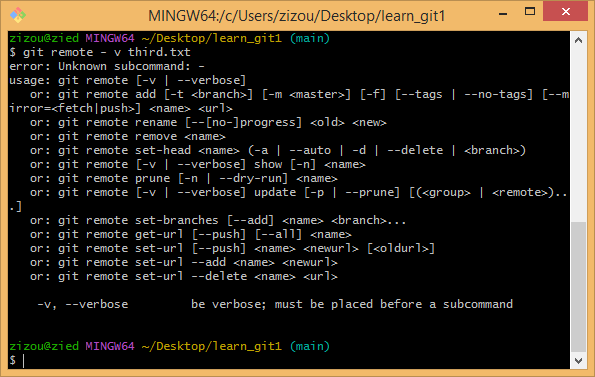 MINGW64:/c/Users/zizou/Desktop/learn_git1
zizou@zied MINGW64 ~/Desktop/learn_git1 (main)
$ git remote - v third.txt
error: Unknown subcommand: -
usage: git remote [-v | --verbose]
   or: git remote add [-t <branch>] [-m <master>] [-f] [--tags | --no-tags] [--m
irror=<fetch|push>] <name> <url>
   or: git remote rename [--[no-]progress] <old> <new>
   or: git remote remove <name>
   or: git remote set-head <name> (-a | --auto | -d | --delete | <branch>)
   or: git remote [-v | --verbose] show [-n] <name>
   or: git remote prune [-n | --dry-run] <name>
   or: git remote [-v | --verbose] update [-p | --prune] [(<group> | <remote>)..
.]
   or: git remote set-branches [--add] <name> <branch>...
   or: git remote get-url [--push] [--all] <name>
   or: git remote set-url [--push] <name> <newurl> [<oldurl>]
   or: git remote set-url --add <name> <newurl>
   or: git remote set-url --delete <name> <url>
    -v, --verbose         be verbose; must be placed before a subcommand
zizou@zied MINGW64 ~/Desktop/learn_git1 (main)
$